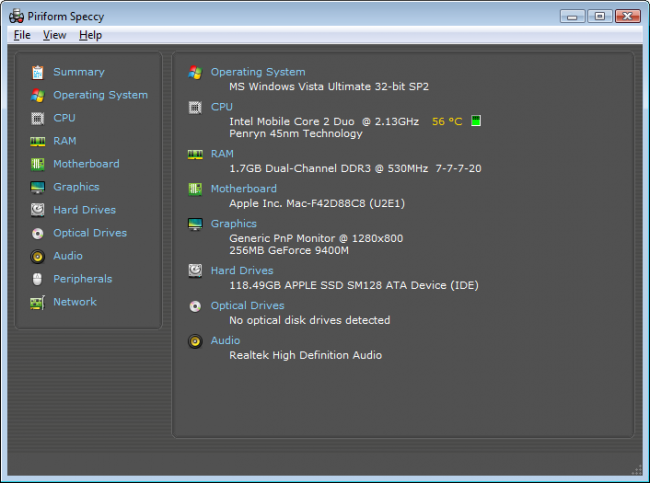 Piriform Speccy
File View Help
Summary
Operating System
CPU
RAM
Motherboard
Graphics
Hard Drives
Optical Drives
Audio
Peripherals
Network
Operating System
MS Windows Vista Ultimate 32-bit SP2
CPU
Intel Mobile Core 2 Duo @ 2.13GHz 56 °C
Penryn 45nm Technology
RAM
1.7GB Dual-Channel DDR3 @ 530MHz 7-7-7-20
Motherboard
Apple Inc. Mac-F42D88C8 (U2E1)
Graphics
Generic PnP Monitor @ 1280x800
256MB GeForce 9400M
Hard Drives
118.49GB APPLE SSD SM128 ATA Device (IDE)
Optical Drives
No optical disk drives detected
Audio
Realtek High Definition Audio